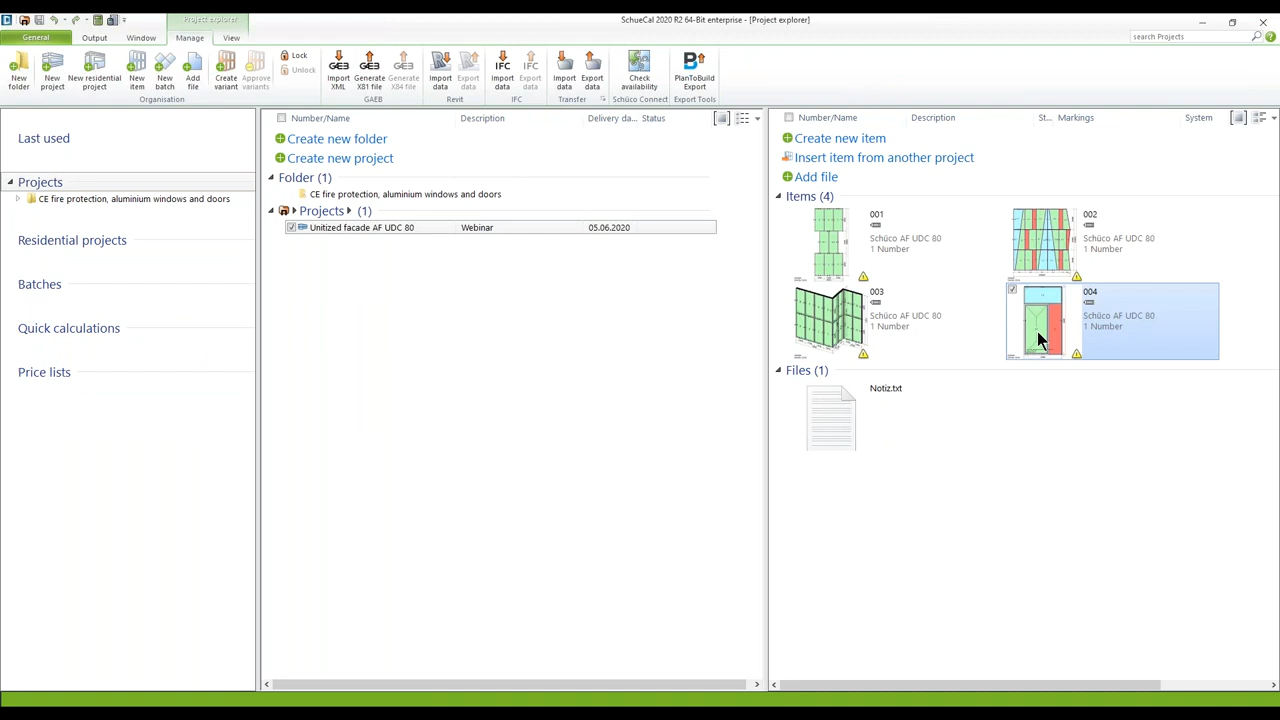 SchueCal 2020 R2 64-Bit enterprise - [Project explorer]
Project explorer
General Output Window Manage View
search Projects
New folder
New project
New residential project
New item
New batch
Add file
Create variant
Approve variants
Lock
Unlock
Import XML
Generate X81 file
Generate X84 file
Import data
Export data
IFC
Import data
IFC
Export data
Import data
Export data
Check availability
PlanToBuild Export
Organisation
GAEB
Revit
IFC
Transfer
Schüco Connect
Export Tools
Last used
Projects
CE fire protection, aluminium windows and doors
Residential projects
Batches
Quick calculations
Price lists
Number/Name Description Delivery da... Status
Create new folder
Create new project
Folder (1)
CE fire protection, aluminium windows and doors
Projects (1)
Unitized facade AF UDC 80 Webinar 05.06.2020
Number/Name Description St... Markings System
Create new item
Insert item from another project
Add file
Items (4)
001
Schüco AF UDC 80
1 Number
002
Schüco AF UDC 80
1 Number
003
Schüco AF UDC 80
1 Number
004
Schüco AF UDC 80
1 Number
Files (1)
Notiz.txt